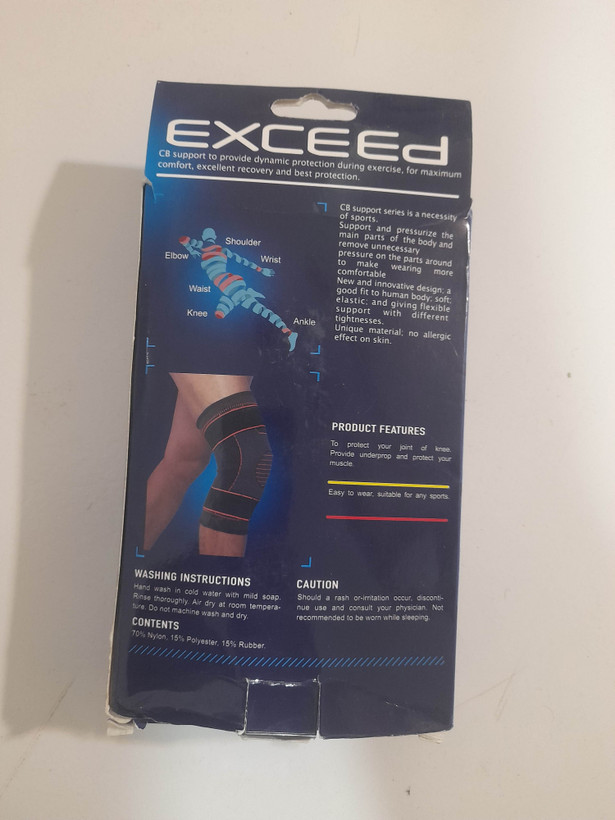 EXCEEd
CB support to provide dynamic protection during exercise, for maximum
comfort, excellent recovery and best protection.
CB support series is a necessity
of sports.
Support and pressurize the
main parts of the body and
remove unnecessary
pressure on the parts around
to make wearing more
comfortable
New and innovative design; a
good fit to human body; soft;
elastic; and giving flexible
support with different
tightnesses.
Unique material; no allergic
effect on skin.
Shoulder
Elbow
Wrist
Waist
Knee
Ankle
PRODUCT FEATURES
To protect your joint of knee.
Provide underprop and protect your
muscle.
Easy to wear, suitable for any sports.
WASHING INSTRUCTIONS
Hand wash in cold water with mild soap.
Rinse thoroughly. Air dry at room tempera-
ture. Do not machine wash and dry.
CONTENTS
70% Nylon, 15% Polyester, 15% Rubber.
CAUTION
Should a rash or-irritation occur, disconti-
nue use and consult your physician. Not
recommended to be worn while sleeping.